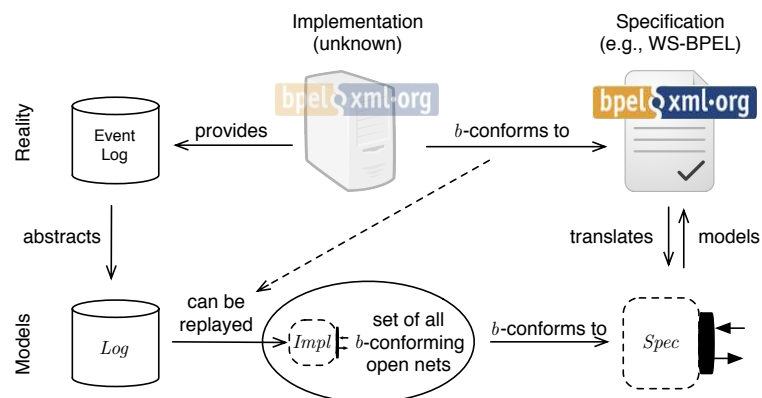 Implementation
(unknown)
Specification
(e.g., WS-BPEL)
Reality
Event
Log
provides
bpel xml·org
b-conforms to
bpel xml·org
abstracts
translates
models
Models
Log
can be
replayed
Impl
set of all
b-conforming
open nets
b-conforms to
Spec